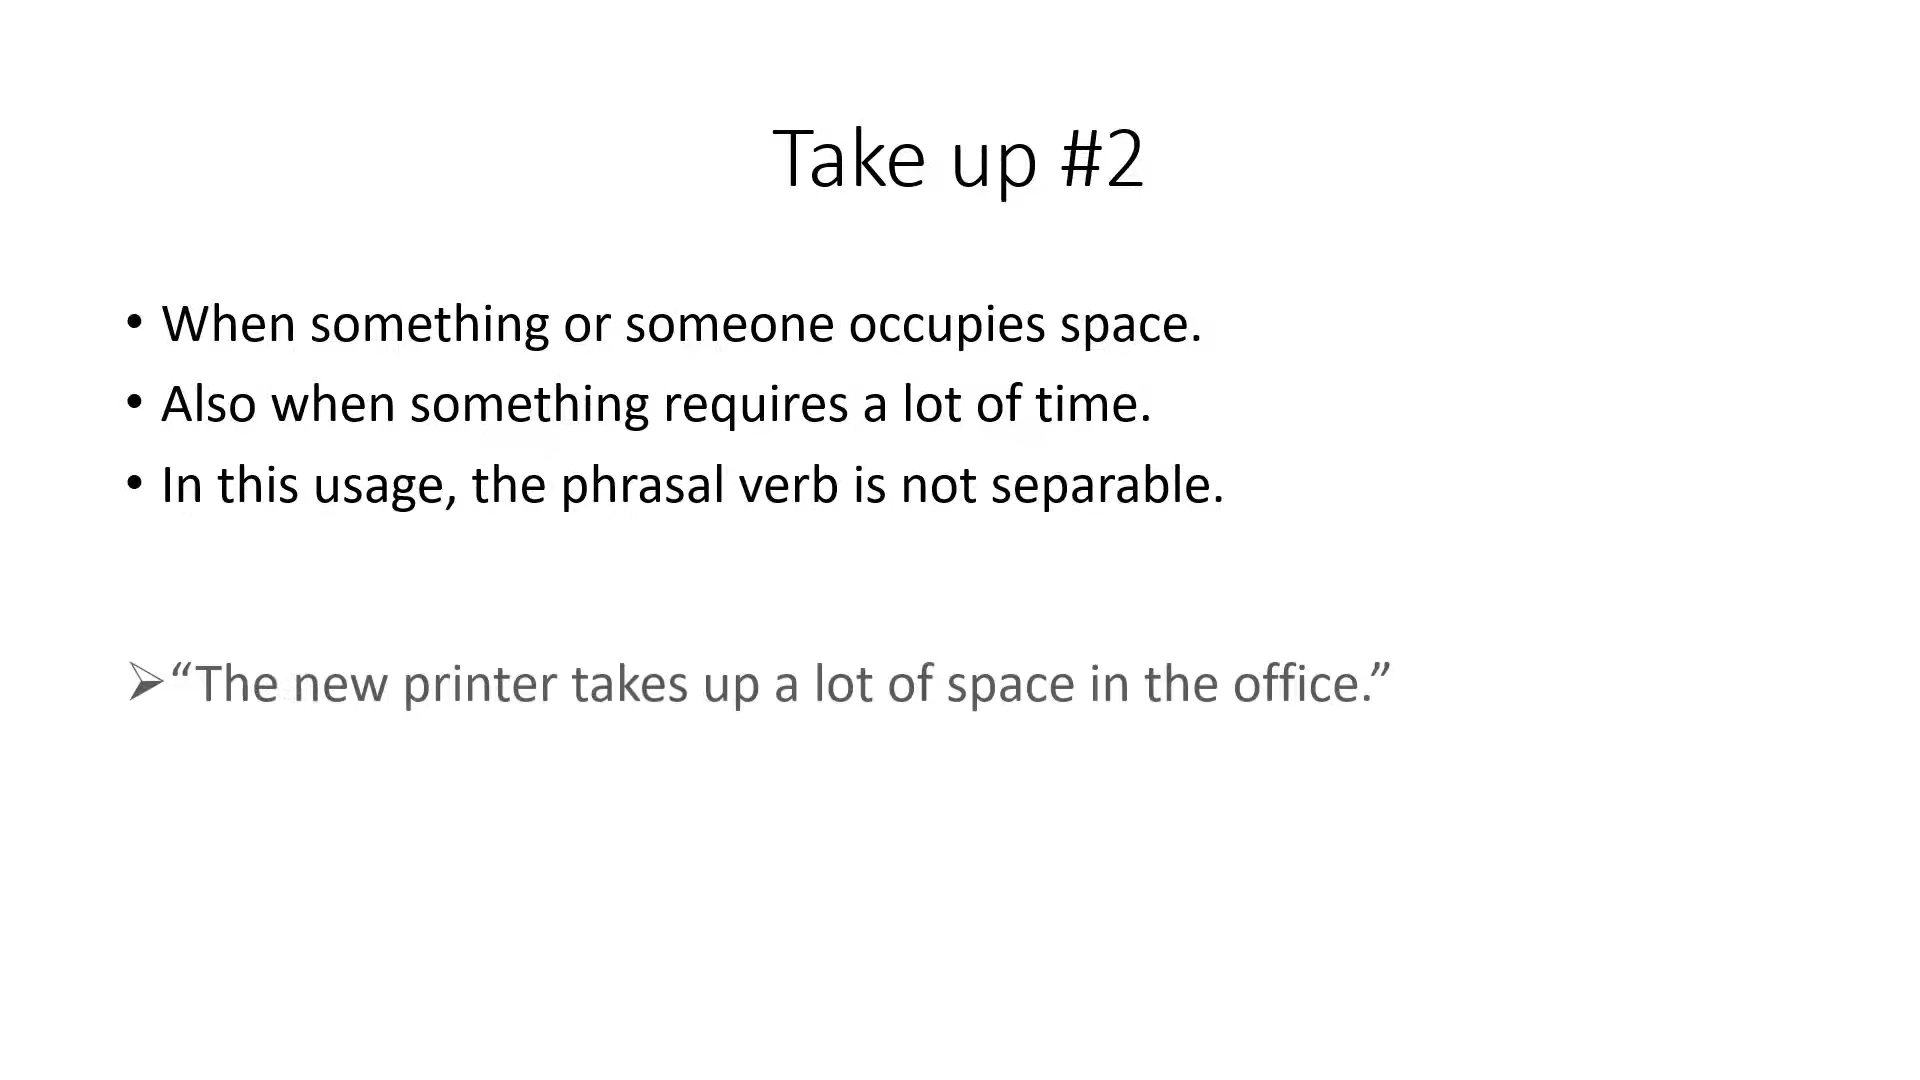 Take up #2
• When something or someone occupies space.
• Also when something requires a lot of time.
• In this usage, the phrasal verb is not separable.
➢“The new printer takes up a lot of space in the office.”